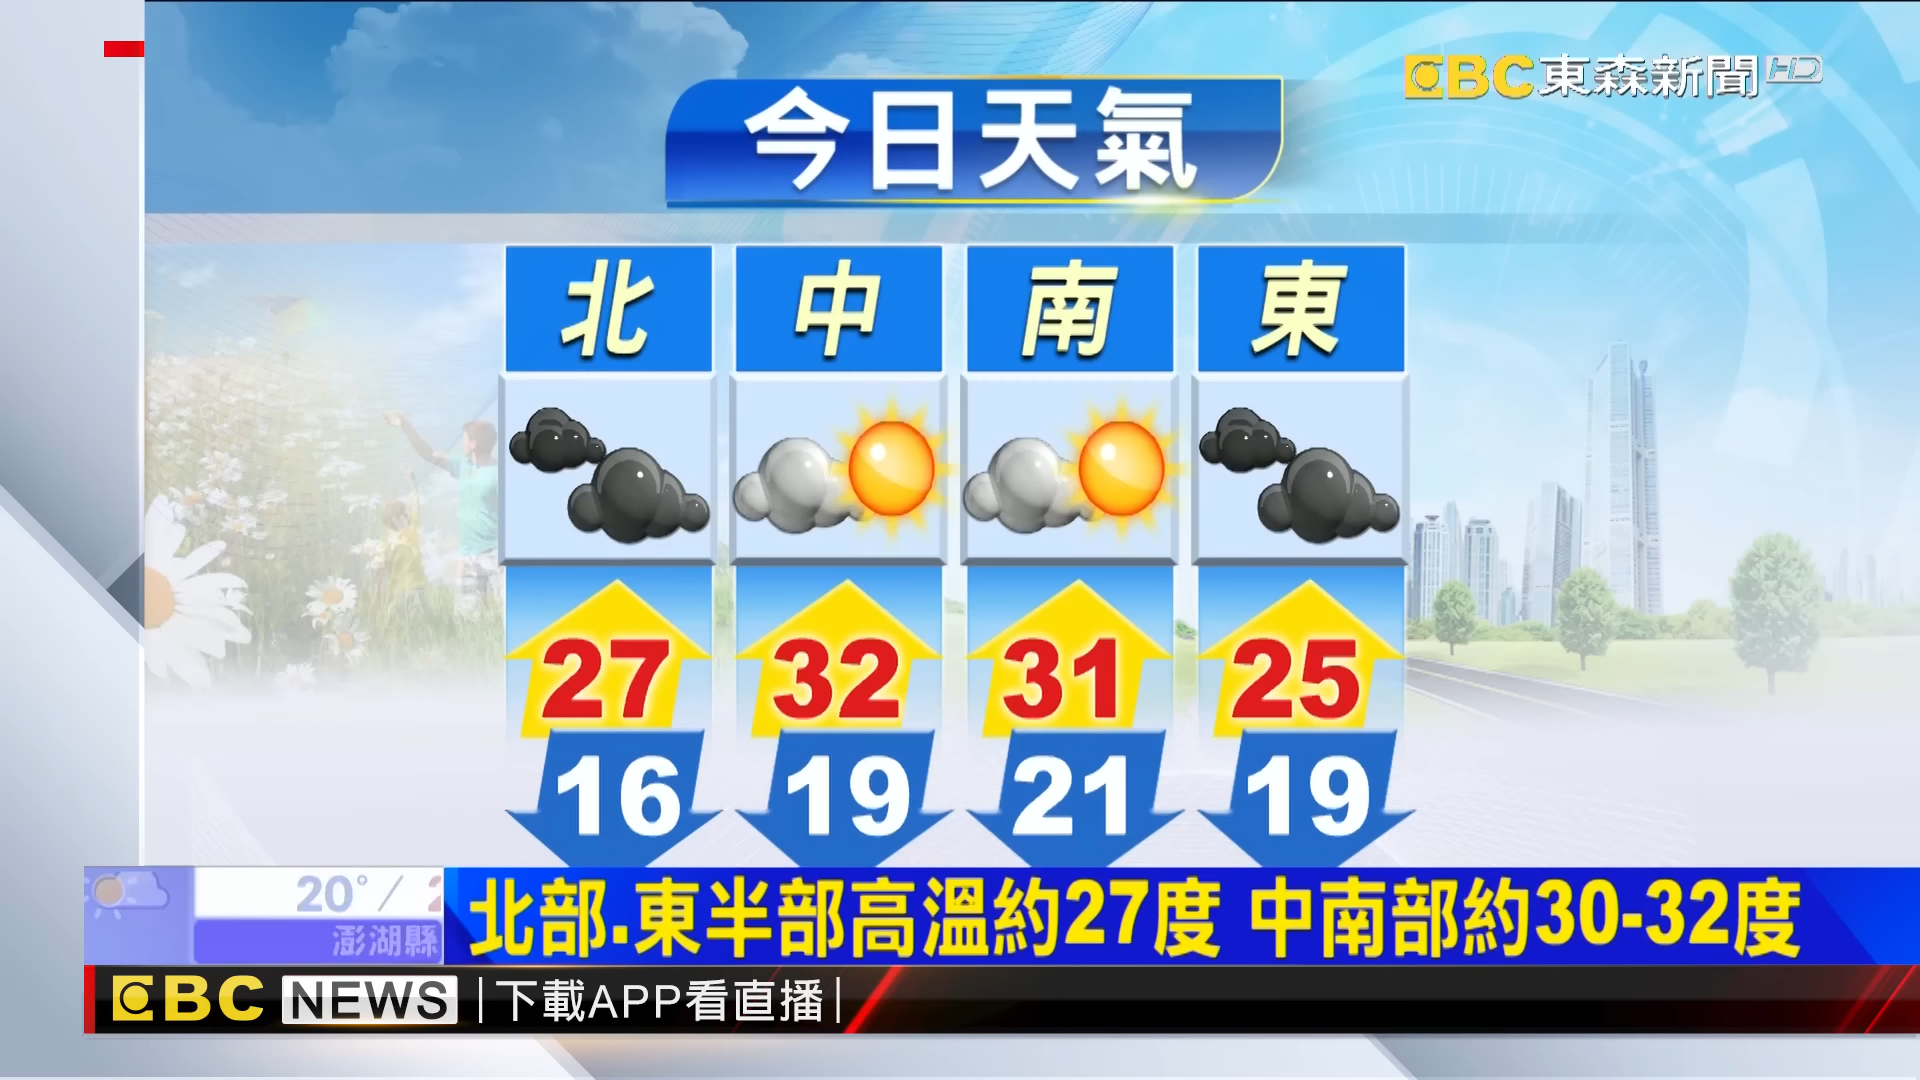 EBC東森新聞HD
今日天氣
北 中 南 東
27 32 31 25
16 19 21 19
20° /
澎湖縣
北部.東半部高溫約27度 中南部約30-32度
EBC NEWS |下載APP看直播|